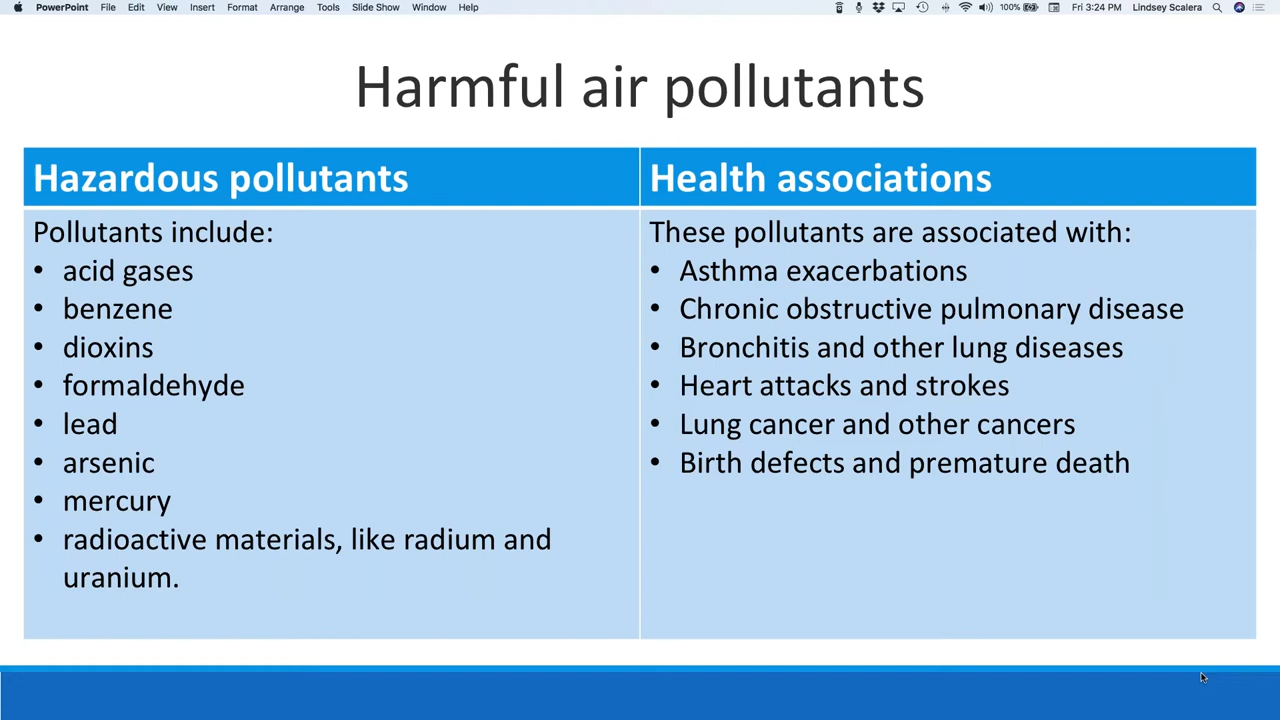 PowerPoint File Edit View Insert Format Arrange Tools Slide Show Window Help 100% Fri 3:24 PM Lindsey Scalera
Harmful air pollutants
Hazardous pollutants
Pollutants include:
• acid gases
• benzene
• dioxins
• formaldehyde
• lead
• arsenic
• mercury
• radioactive materials, like radium and
uranium.
Health associations
These pollutants are associated with:
• Asthma exacerbations
• Chronic obstructive pulmonary disease
• Bronchitis and other lung diseases
• Heart attacks and strokes
• Lung cancer and other cancers
• Birth defects and premature death